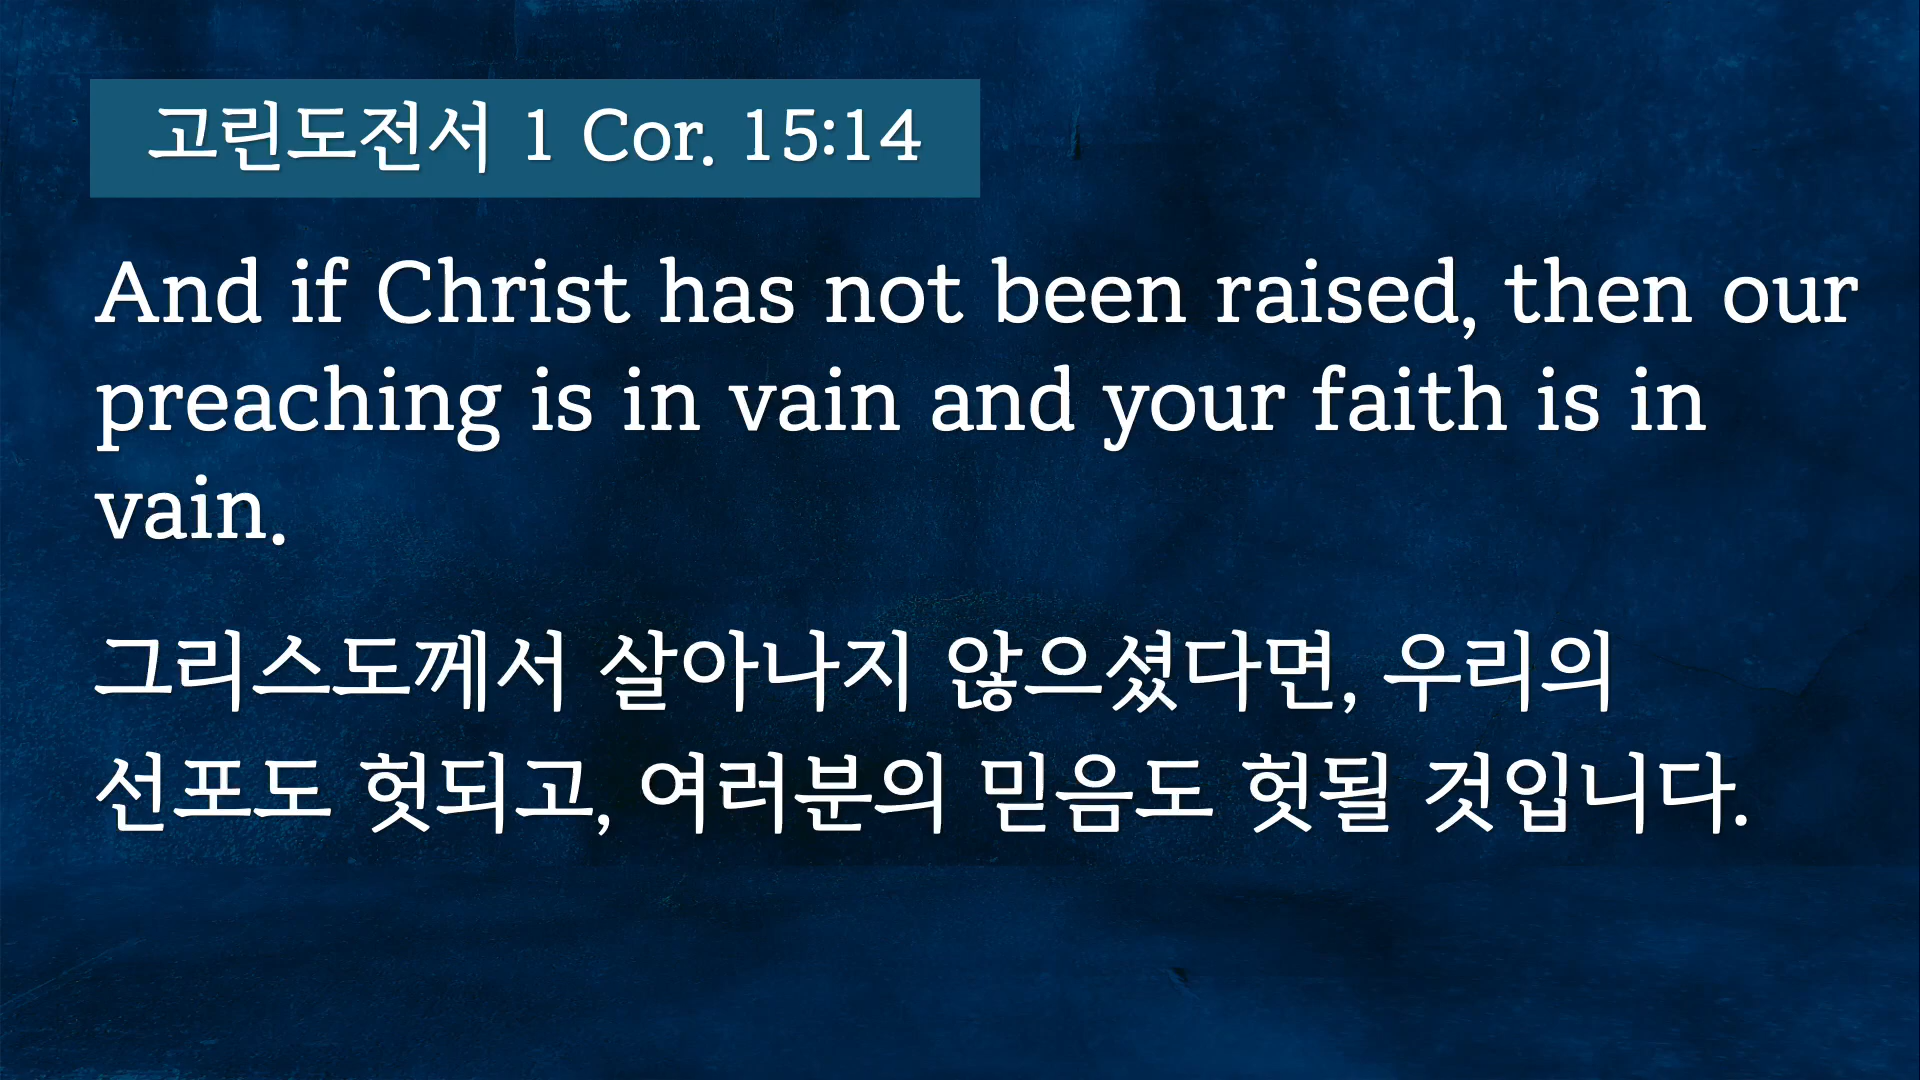 고린도전서 1 Cor. 15:14
And if Christ has not been raised, then our
preaching is in vain and your faith is in
vain.
그리스도께서 살아나지 않으셨다면, 우리의
선포도 헛되고, 여러분의 믿음도 헛될 것입니다.